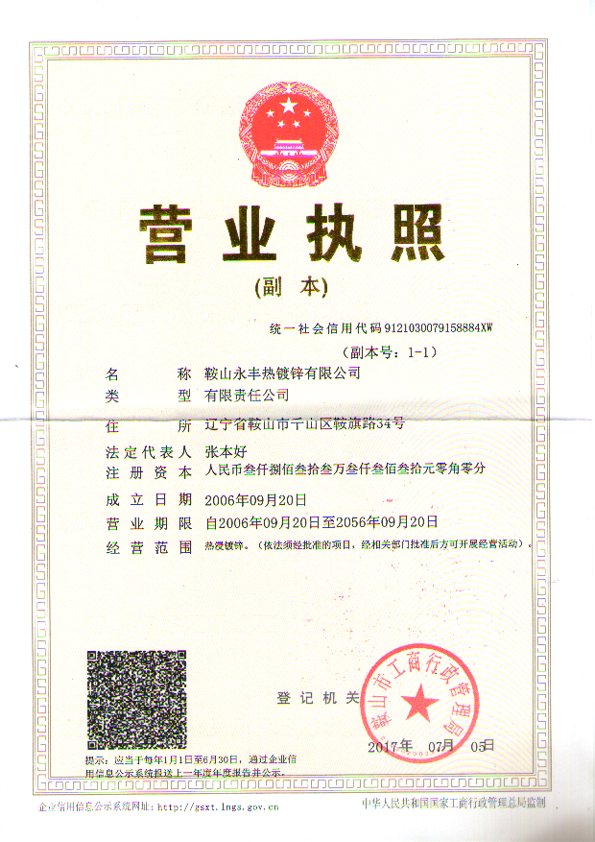 营业执照
(副 本)
统一社会信用代码 91210300791588​84XW
（副本号：1-1）
名 称 鞍山永丰热镀锌有限公司
类 型 有限责任公司
住 所 辽宁省鞍山市千山区鞍旗路34号
法定代表人 张本好
注册资本 人民币叁仟捌佰叁拾叁万叁仟叁佰叁拾元零角零分
成立日期 2006年09月20日
营业期限 自2006年09月20日至2056年09月20日
经营范围 热浸镀锌。（依法须经批准的项目，经相关部门批准后方可开展经营活动）。
鞍山市工商行政管理局
登记机关
2017年 07月 05日
提示：应当于每年1月1日至6月30日，通过企业信
用信息公示系统报送上一年度年度报告并公示。
企业信用信息公示系统网址：http://gsxt.lngs.gov.cn
中华人民共和国国家工商行政管理总局监制